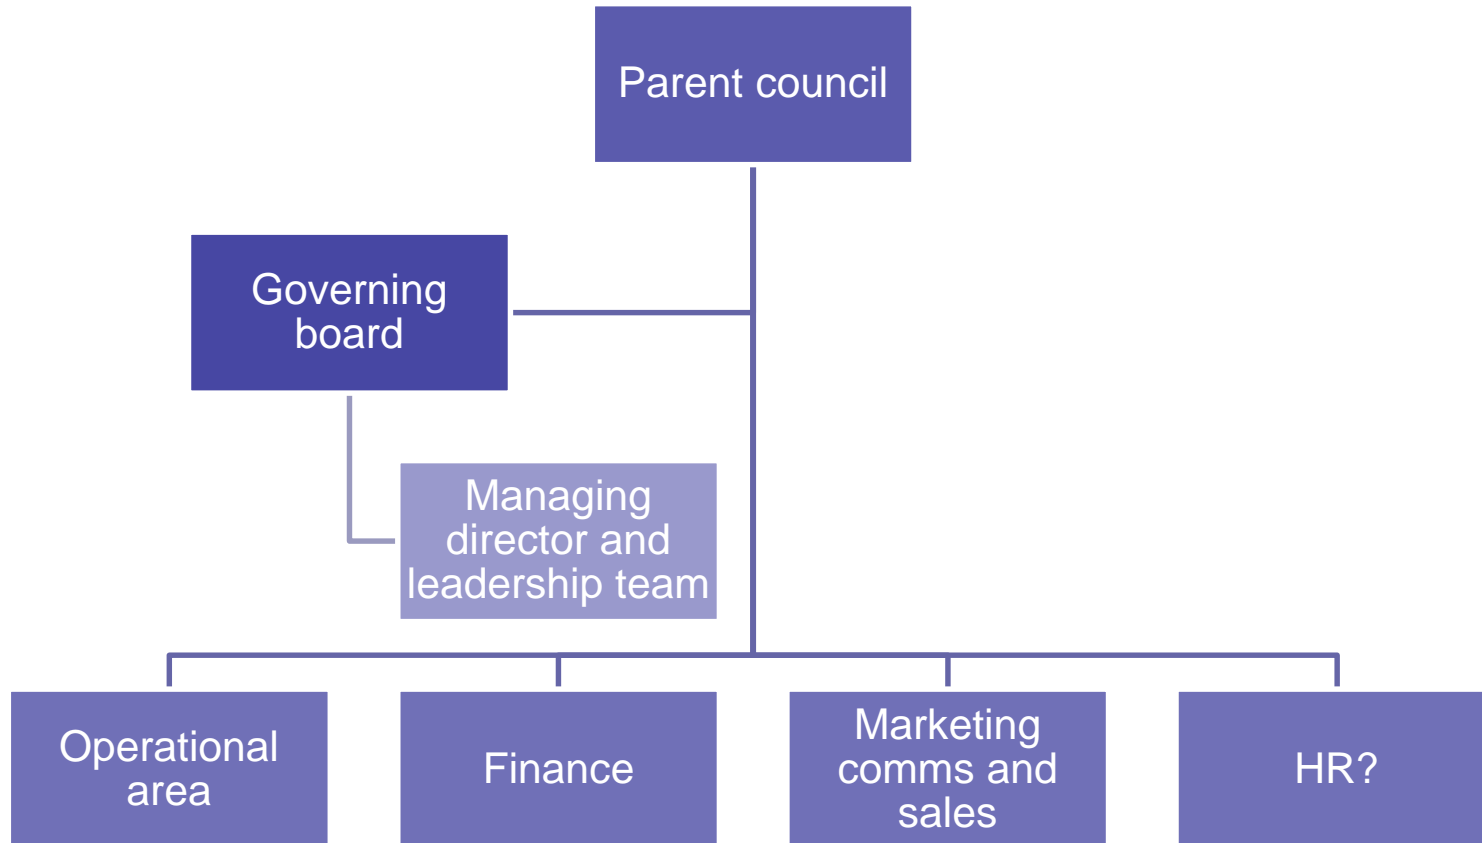 Parent council
Governing
board
Managing
director and
leadership team
Operational
area
Finance
Marketing
comms and
sales
HR?